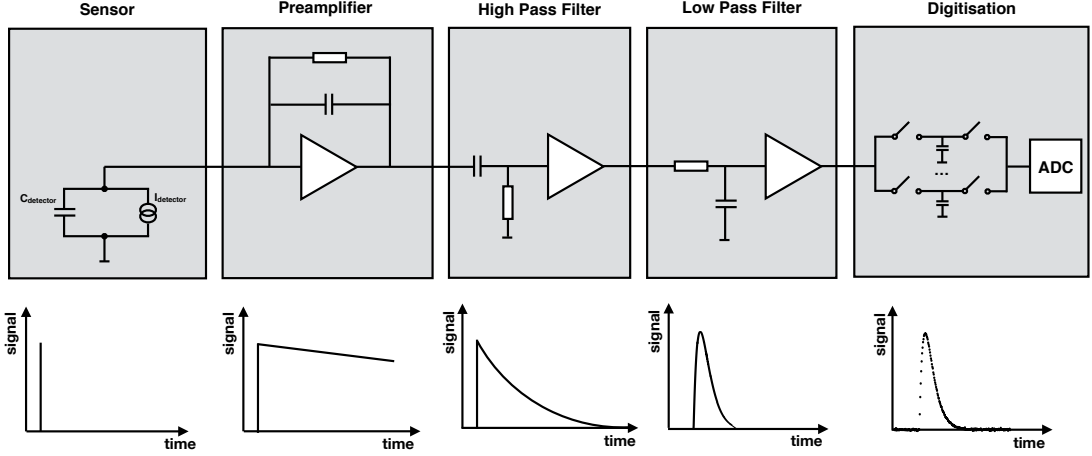 Sensor
Preamplifier
High Pass Filter
Low Pass Filter
Digitisation
Cdetector
Idetector
...
ADC
signal
time
signal
time
signal
time
signal
time
signal
time